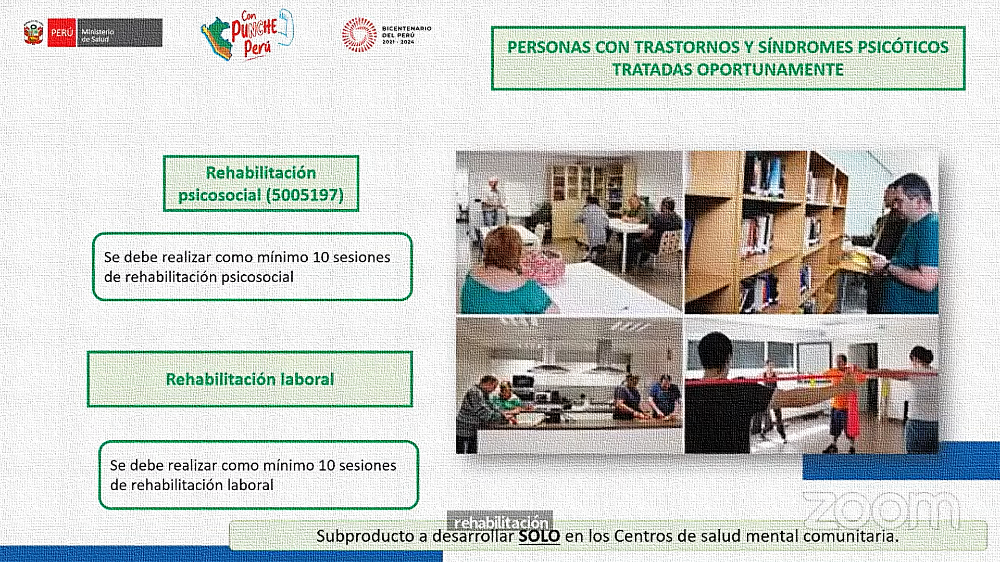 PERÚ
Ministerio
de Salud
Con
PUNCHE
Perú
BICENTENARIO
DEL PERÚ
2021 - 2024
PERSONAS CON TRASTORNOS Y SÍNDROMES PSICÓTICOS
TRATADAS OPORTUNAMENTE
Rehabilitación
psicosocial (5005197)
Se debe realizar como mínimo 10 sesiones
de rehabilitación psicosocial
Rehabilitación laboral
Se debe realizar como mínimo 10 sesiones
de rehabilitación laboral
zoom
rehabilitación
Subproducto a desarrollar SOLO en los Centros de salud mental comunitaria.